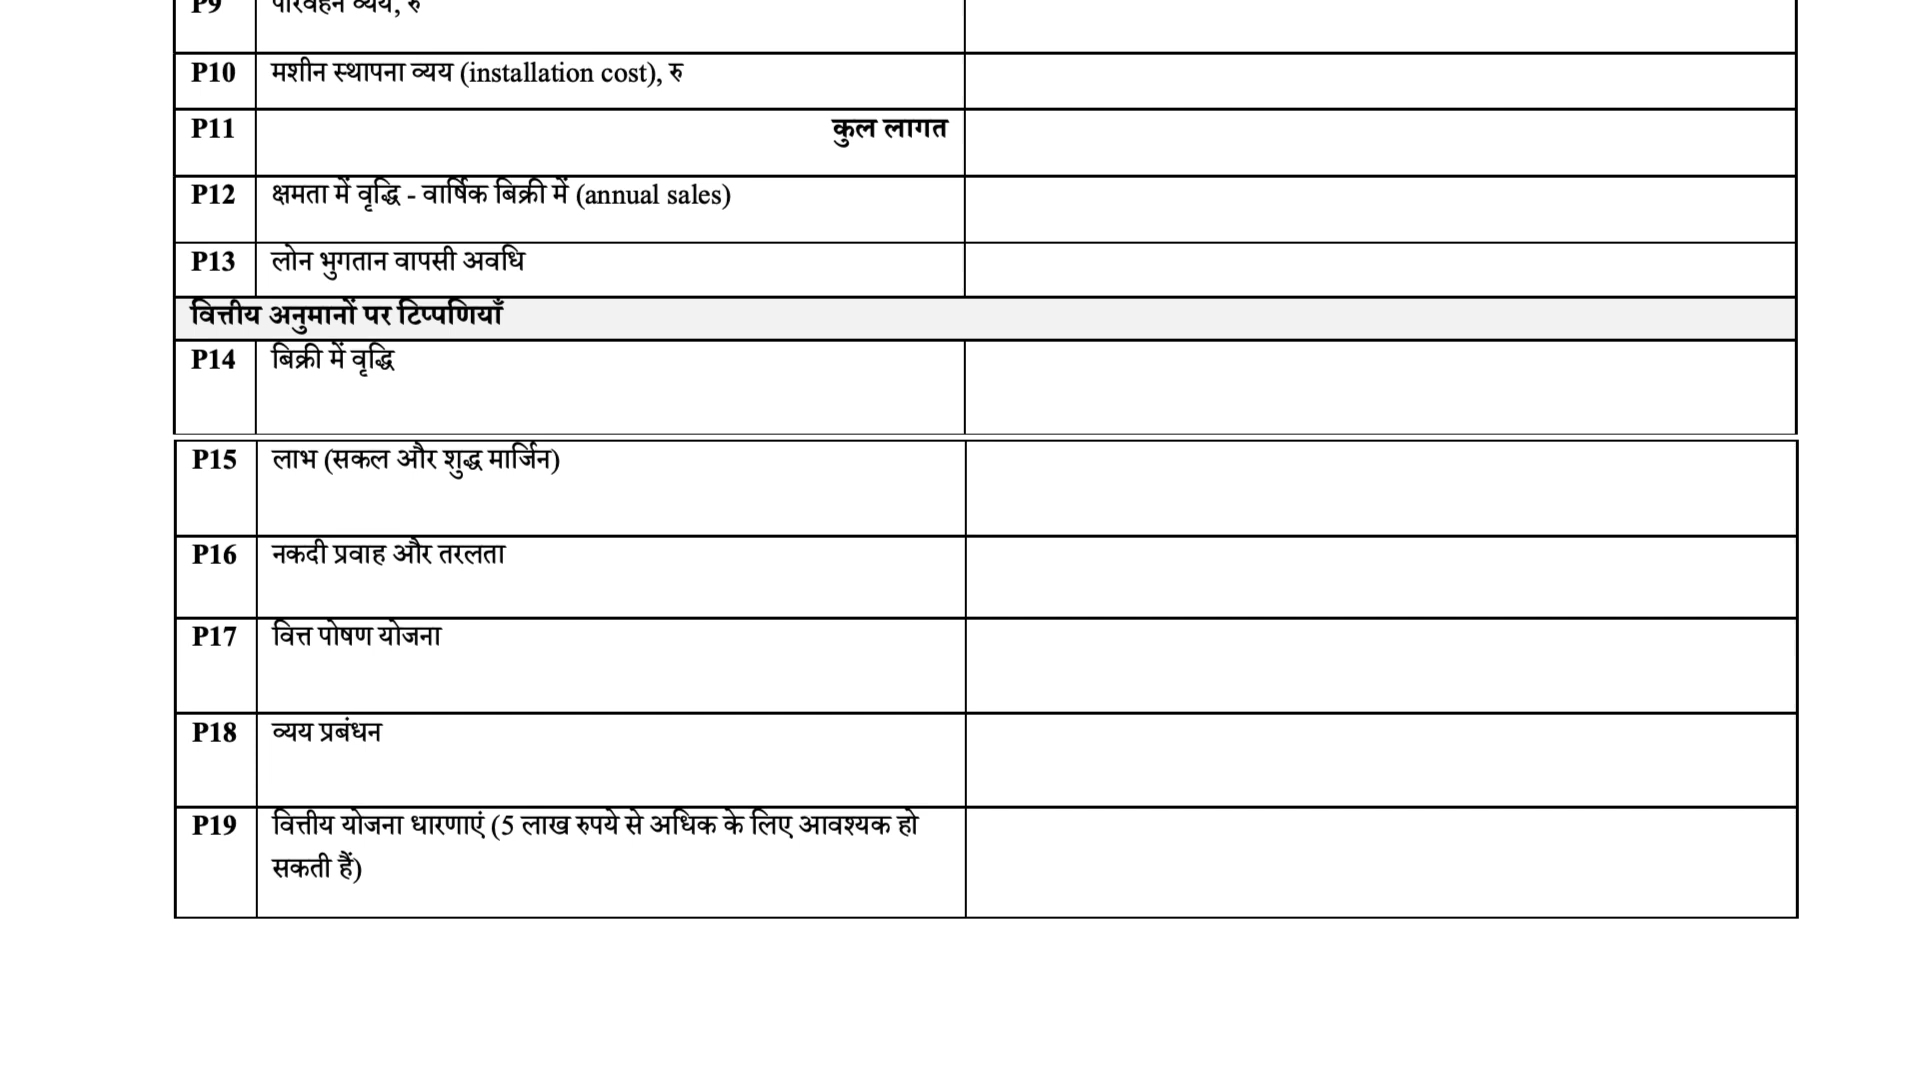 P9 परिवहन व्यय, रु
P10 मशीन स्थापना व्यय (installation cost), रु
P11 कुल लागत
P12 क्षमता में वृद्धि - वार्षिक बिक्री में (annual sales)
P13 लोन भुगतान वापसी अवधि
वित्तीय अनुमानों पर टिप्पणियाँ
P14 बिक्री में वृद्धि
P15 लाभ (सकल और शुद्ध मार्जिन)
P16 नकदी प्रवाह और तरलता
P17 वित्त पोषण योजना
P18 व्यय प्रबंधन
P19 वित्तीय योजना धारणाएं (5 लाख रुपये से अधिक के लिए आवश्यक हो
सकती हैं)